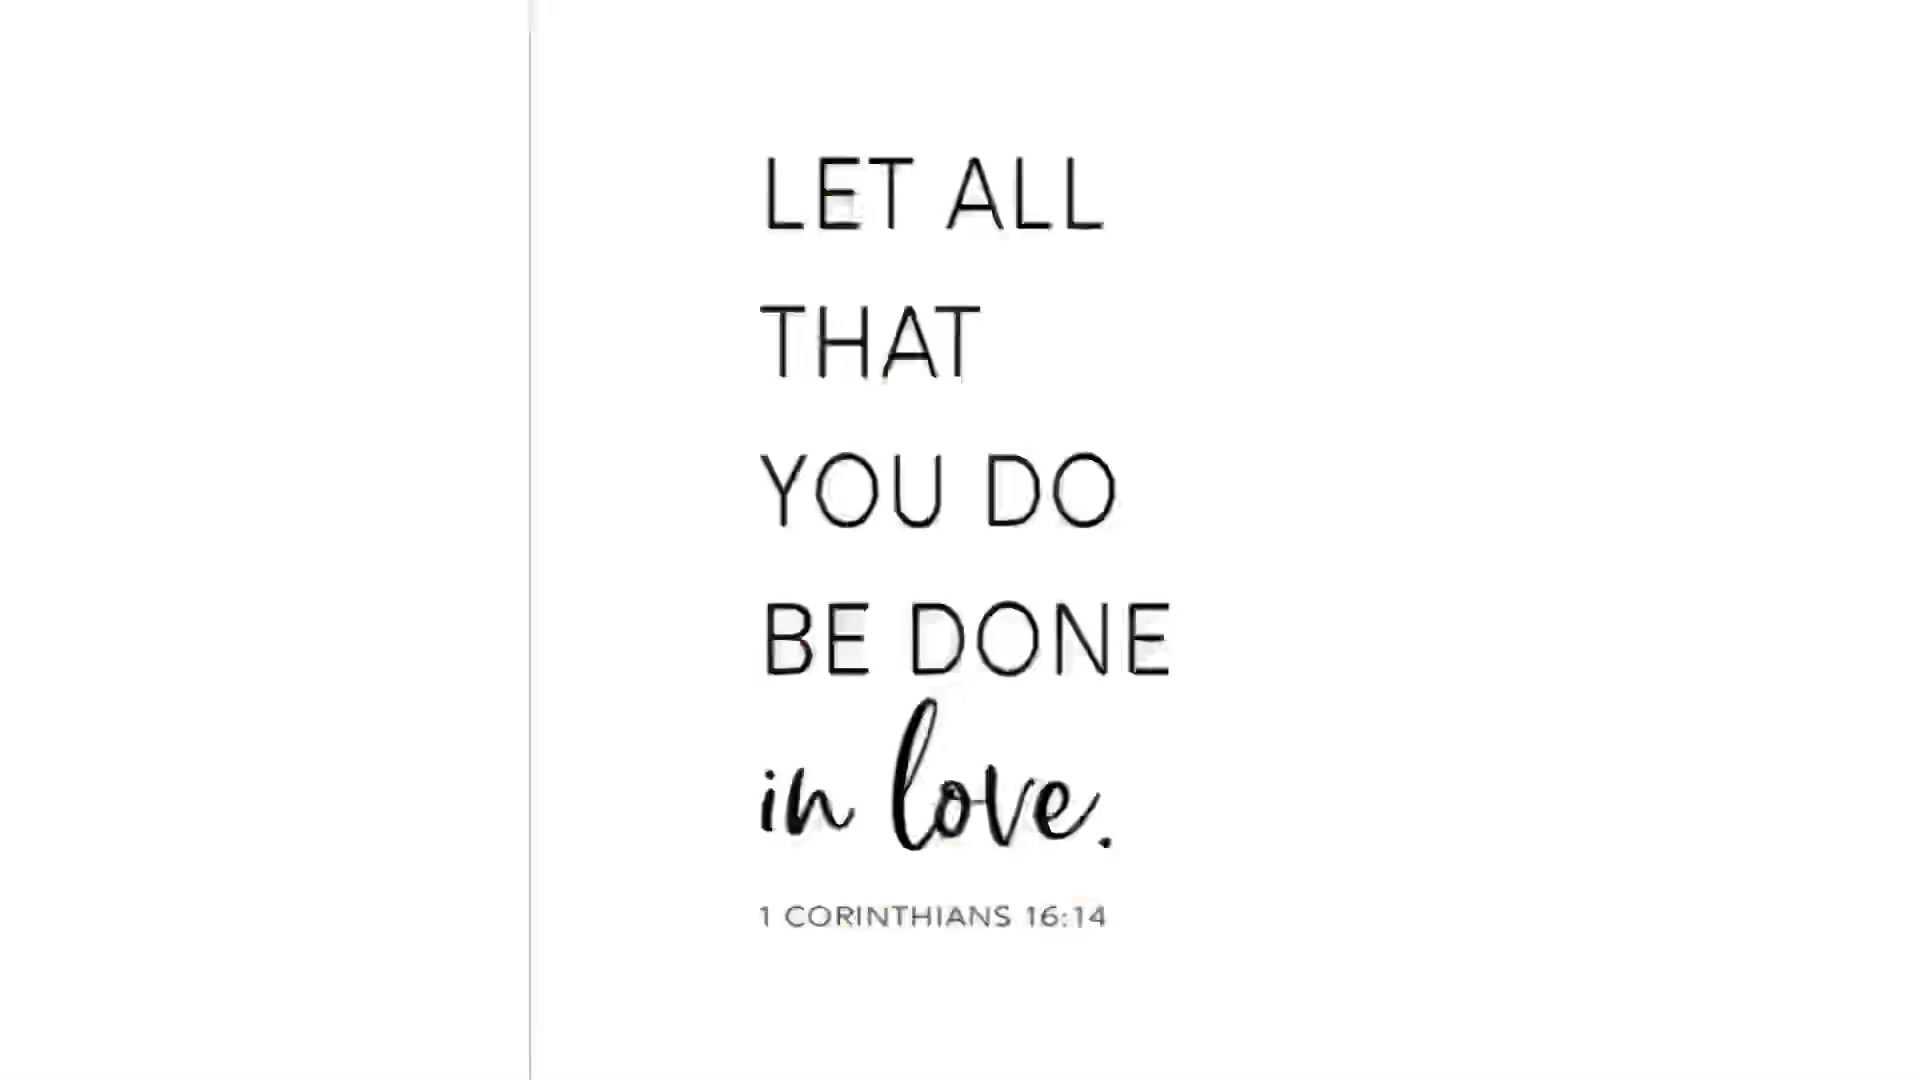 LET ALL
THAT
YOU DO
BE DONE
in love.
1 CORINTHIANS 16:14